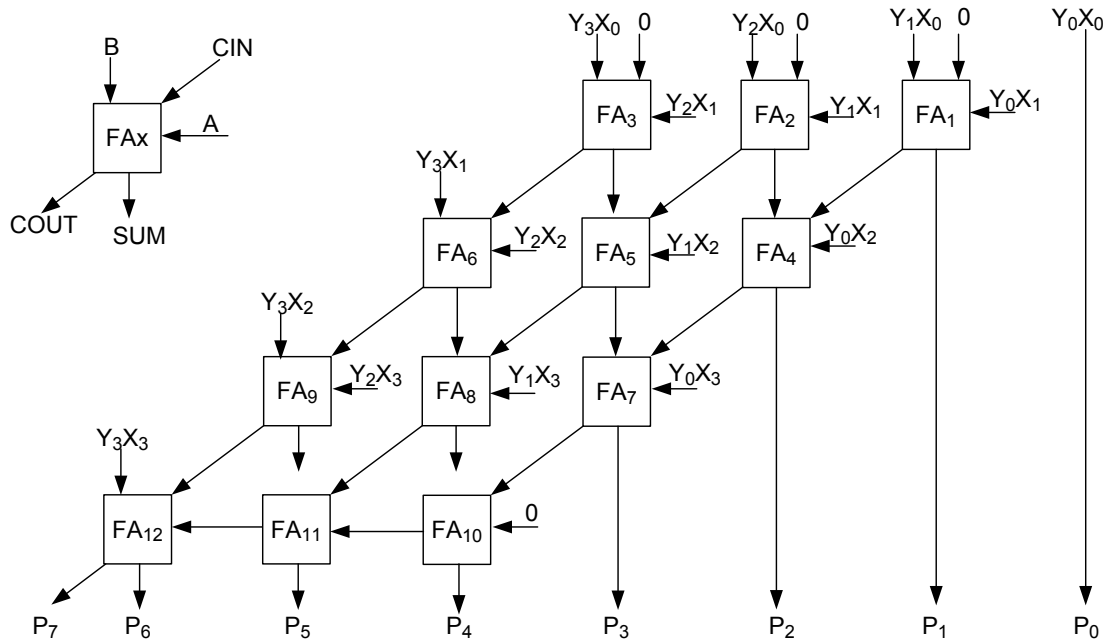 Y₃X₀ 0 Y₂X₀ 0 Y₁X₀ 0 Y₀X₀
B CIN
FAx A
COUT SUM
FA₃ Y₂X₁ FA₂ Y₁X₁ FA₁ Y₀X₁
Y₃X₁
FA₆ Y₂X₂ FA₅ Y₁X₂ FA₄ Y₀X₂
Y₃X₂
FA₉ Y₂X₃ FA₈ Y₁X₃ FA₇ Y₀X₃
Y₃X₃
FA₁₂ FA₁₁ FA₁₀ 0
P₇ P₆ P₅ P₄ P₃ P₂ P₁ P₀